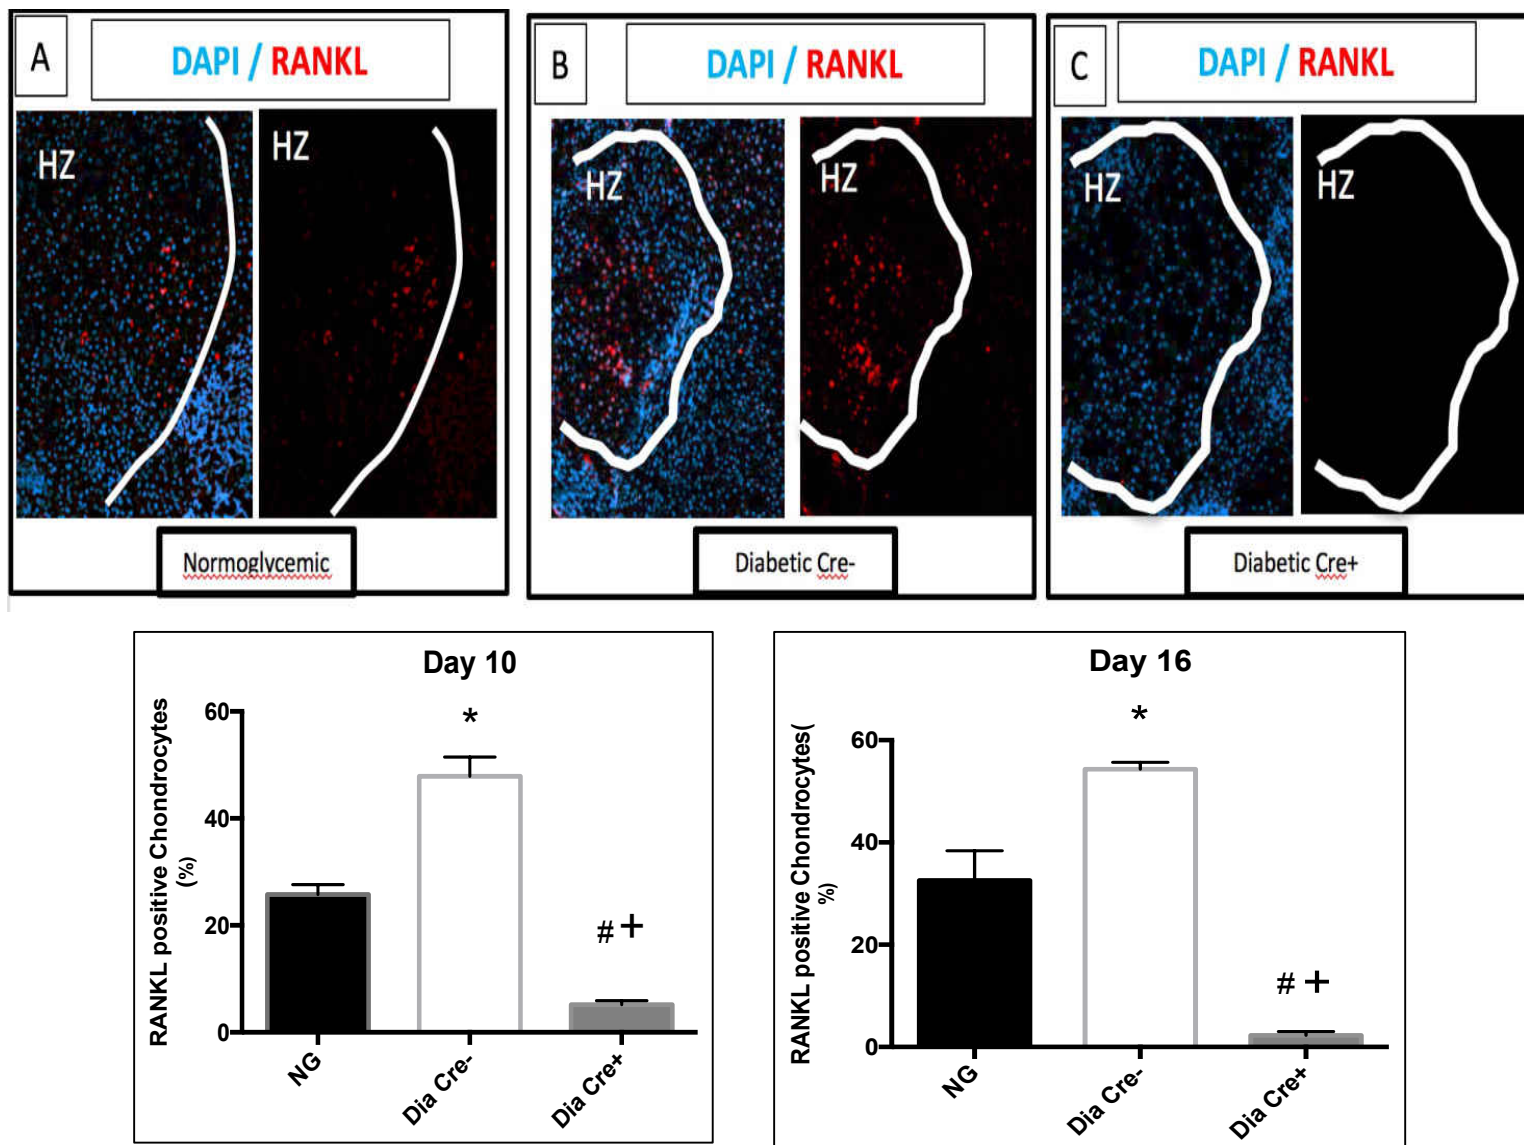 A
DAPI / RANKL
HZ
HZ
Normoglycemic
B
DAPI / RANKL
HZ
HZ
Diabetic Cre-
C
DAPI / RANKL
HZ
HZ
Diabetic Cre+
Day 10
RANKL positive Chondrocytes
(%)
60
40
20
0
*
# +
NG
Dia Cre-
Dia Cre+
Day 16
RANKL positive Chondrocytes(
%)
60
40
20
0
*
# +
NG
Dia Cre-
Dia Cre+